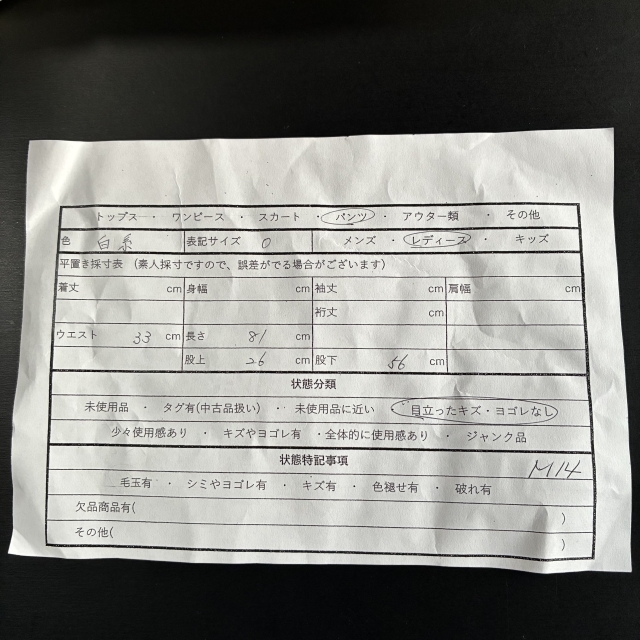 トップス ・ ワンピース ・ スカート ・ パンツ ・ アウター類 ・ その他
色 白系 表記サイズ 0 メンズ ・ レディース ・ キッズ
平置き採寸表 (素人採寸ですので、誤差がでる場合がございます)
着丈 cm 身幅 cm 袖丈 cm 肩幅 cm
裄丈 cm
ウエスト 33 cm 長さ 81 cm
股上 26 cm 股下 56 cm
状態分類
未使用品 ・ タグ有(中古品扱い) ・ 未使用品に近い 目立ったキズ・ヨゴレなし
少々使用感あり ・ キズやヨゴレ有 ・全体的に使用感あり ・ ジャンク品
状態特記事項 M14
毛玉有 ・ シミやヨゴレ有 ・ キズ有 ・ 色褪せ有 ・ 破れ有
欠品商品有( )
その他( )